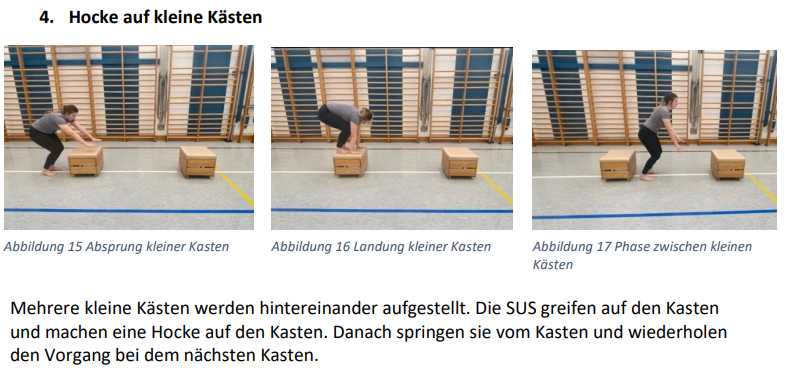 4. Hocke auf kleine Kästen
Abbildung 15 Absprung kleiner Kasten
Abbildung 16 Landung kleiner Kasten
Abbildung 17 Phase zwischen kleinen
Kästen
Mehrere kleine Kästen werden hintereinander aufgestellt. Die SUS greifen auf den Kasten
und machen eine Hocke auf den Kasten. Danach springen sie vom Kasten und wiederholen
den Vorgang bei dem nächsten Kasten.